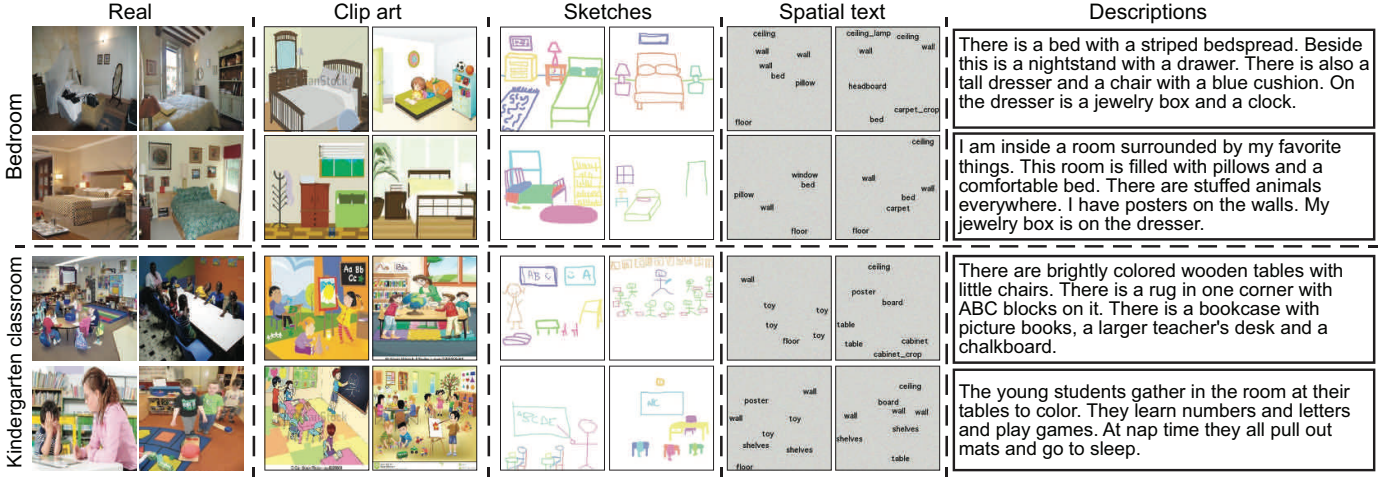 Real
Clip art
Sketches
Spatial text
Descriptions
Bedroom
ceiling
wall
wall
wall
bed
pillow
floor
ceiling_lamp
ceiling
wall
wall
headboard
carpet_crop
bed
There is a bed with a striped bedspread. Beside
this is a nightstand with a drawer. There is also a
tall dresser and a chair with a blue cushion. On
the dresser is a jewelry box and a clock.
window
bed
pillow
wall
floor
ceiling
wall
wall
bed
carpet
floor
I am inside a room surrounded by my favorite
things. This room is filled with pillows and a
comfortable bed. There are stuffed animals
everywhere. I have posters on the walls. My
jewelry box is on the dresser.
Kindergarten classroom
Aa Bb
Cc
AB
A
wall
toy
toy
toy
toy
floor
ceiling
poster
board
table
table
cabinet
cabinet_crop
There are brightly colored wooden tables with
little chairs. There is a rug in one corner with
ABC blocks on it. There is a bookcase with
picture books, a larger teacher's desk and a
chalkboard.
wall
poster
wall
toy
toy
shelves
shelves
floor
ceiling
board
wall
wall
wall
shelves
shelves
table
The young students gather in the room at their
tables to color. They learn numbers and letters
and play games. At nap time they all pull out
mats and go to sleep.